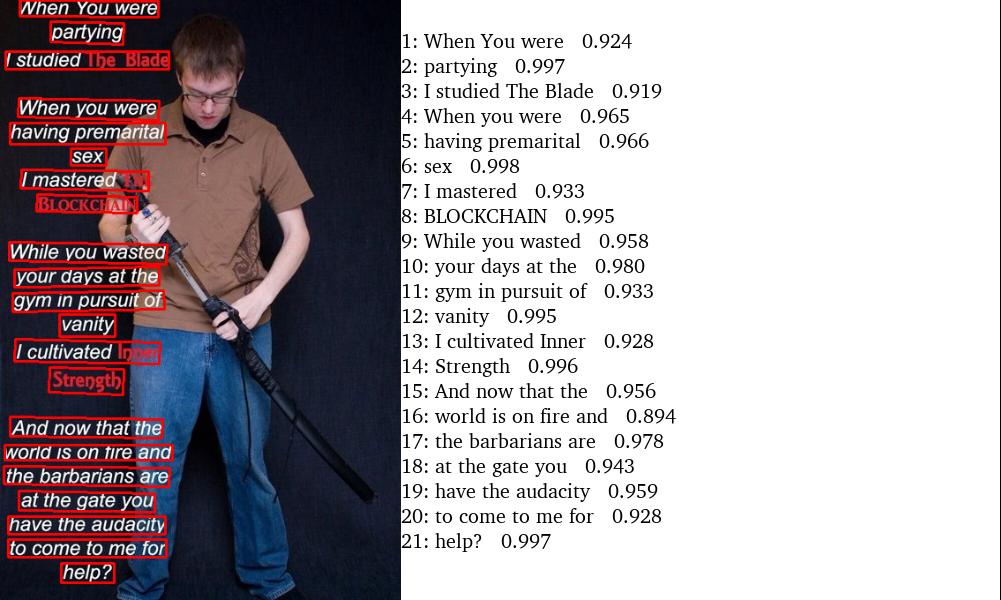 When You were
partying
I studied The Blade
When you were
having premarital
sex
I mastered The
BLOCKCHAIN
While you wasted
your days at the
gym in pursuit of
vanity
I cultivated Inner
Strength
And now that the
world is on fire and
the barbarians are
at the gate you
have the audacity
to come to me for
help?
1: When You were 0.924
2: partying 0.997
3: I studied The Blade 0.919
4: When you were 0.965
5: having premarital 0.966
6: sex 0.998
7: I mastered 0.933
8: BLOCKCHAIN 0.995
9: While you wasted 0.958
10: your days at the 0.980
11: gym in pursuit of 0.933
12: vanity 0.995
13: I cultivated Inner 0.928
14: Strength 0.996
15: And now that the 0.956
16: world is on fire and 0.894
17: the barbarians are 0.978
18: at the gate you 0.943
19: have the audacity 0.959
20: to come to me for 0.928
21: help? 0.997